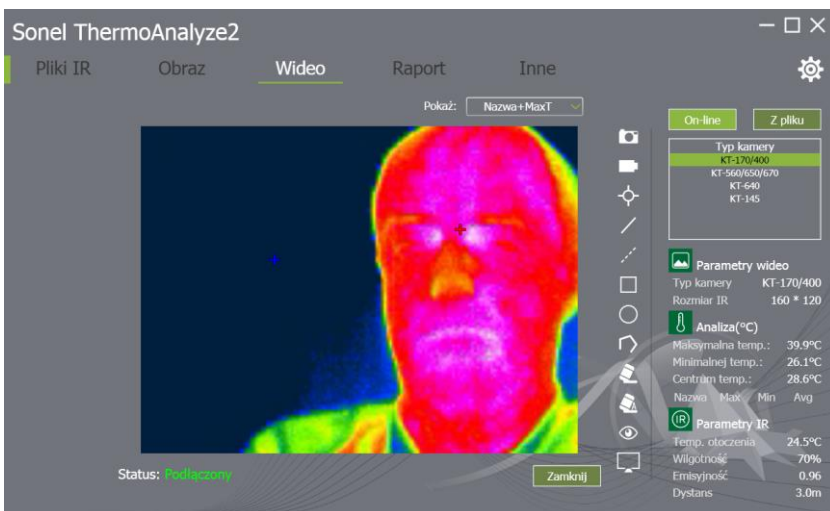 Sonel ThermoAnalyze2
Pliki IR Obraz Wideo Raport Inne
Pokaż: Nazwa+MaxT
On-line Z pliku
Typ kamery
KT-170/400
KT-560/650/670
KT-640
KT-145
Parametry wideo
Typ kamery KT-170/400
Rozmiar IR 160 * 120
Analiza(°C)
Maksymalna temp.: 39.9°C
Minimalnej temp.: 26.1°C
Centrum temp.: 28.6°C
Nazwa Max Min Avg
IR Parametry IR
Temp. otoczenia 24.5°C
Wilgotność 70%
Emisyjność 0.96
Dystans 3.0m
Status: Podłączony
Zamknij